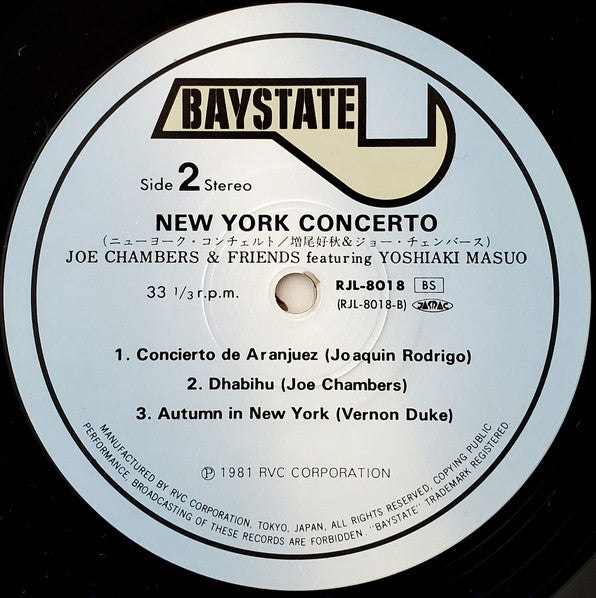 BAYSTATE
Side 2 Stereo
NEW YORK CONCERTO
(ニューヨーク・コンチェルト/増尾好秋&ジョー・チェンバース)
JOE CHAMBERS & FRIENDS featuring YOSHIAKI MASUO
33 1/3 r.p.m.
RJL-8018 BS
(RJL-8018-B) JASRAC
1. Concierto de Aranjuez (Joaquin Rodrigo)
2. Dhabihu (Joe Chambers)
3. Autumn in New York (Vernon Duke)
℗ 1981 RVC CORPORATION
MANUFACTURED BY RVC CORPORATION, TOKYO, JAPAN, ALL RIGHTS RESERVED, COPYING PUBLIC
PERFORMANCE, BROADCASTING OF THESE RECORDS ARE FORBIDDEN. "BAYSTATE" TRADEMARK REGISTERED